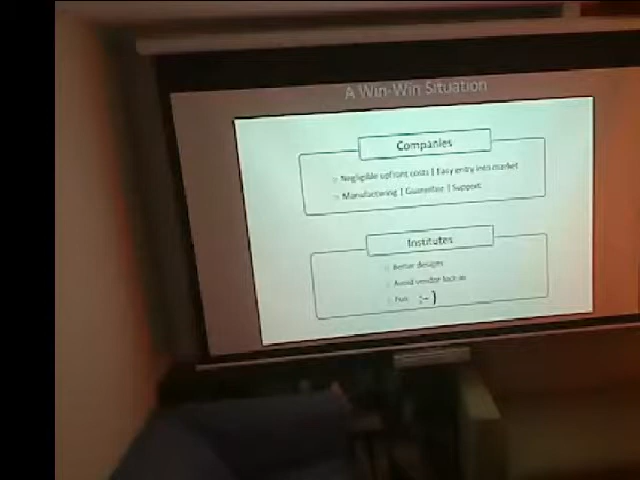 A Win-Win Situation
Companies
Negligible upfront costs | Easy entry into market
Manufacturing | Guarantee | Support
Institutes
Better designs
Avoid vendor lock-in
Fun :-)